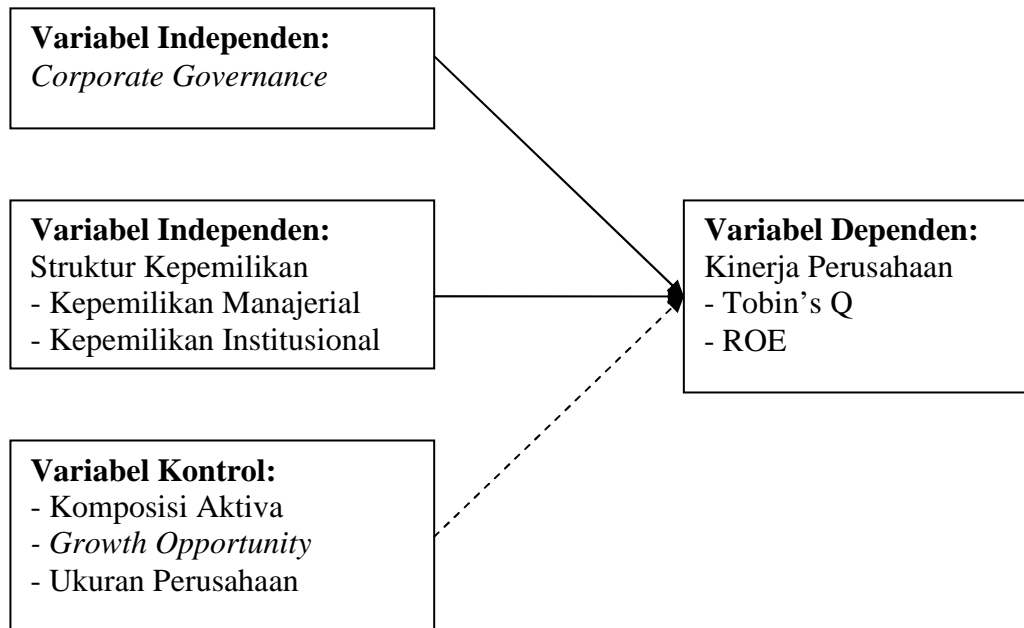 Variabel Independen:
Corporate Governance
Variabel Independen:
Struktur Kepemilikan
- Kepemilikan Manajerial
- Kepemilikan Institusional
Variabel Dependen:
Kinerja Perusahaan
- Tobin’s Q
- ROE
Variabel Kontrol:
- Komposisi Aktiva
- Growth Opportunity
- Ukuran Perusahaan